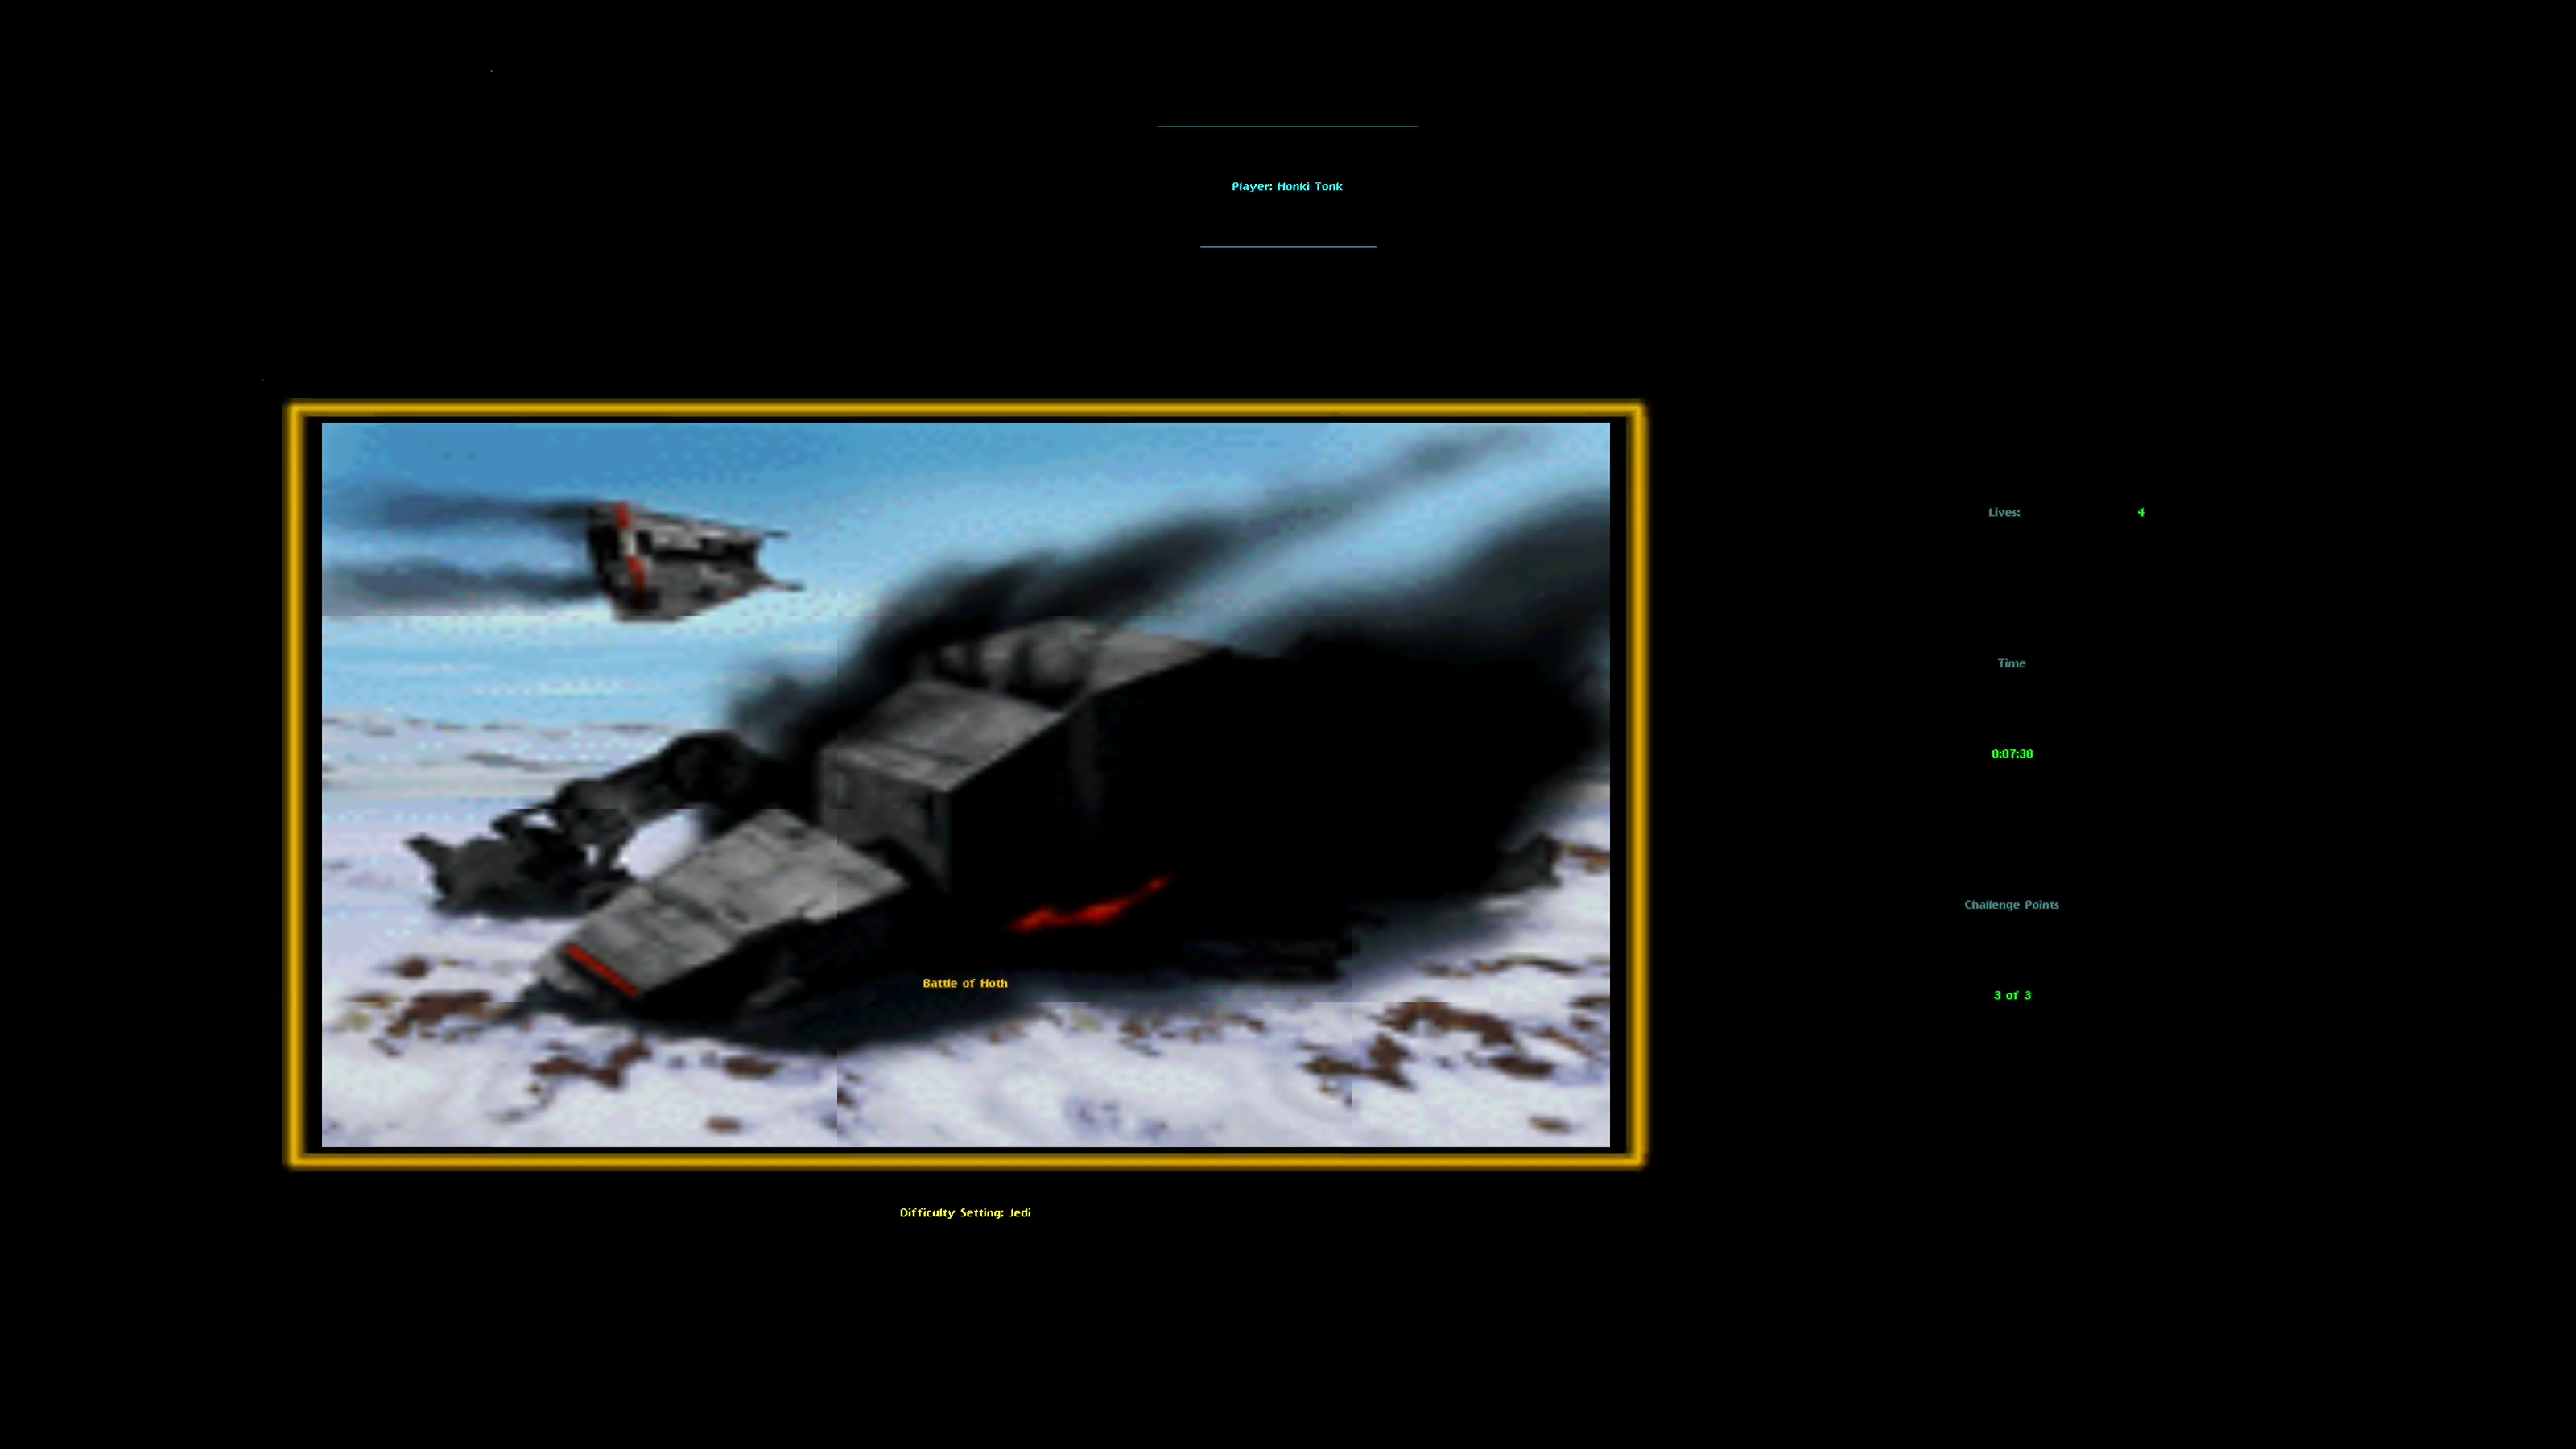 Player: Honki Tonk
Lives: 4
Time
0:07:38
Challenge Points
3 of 3
Battle of Hoth
Difficulty Setting: Jedi